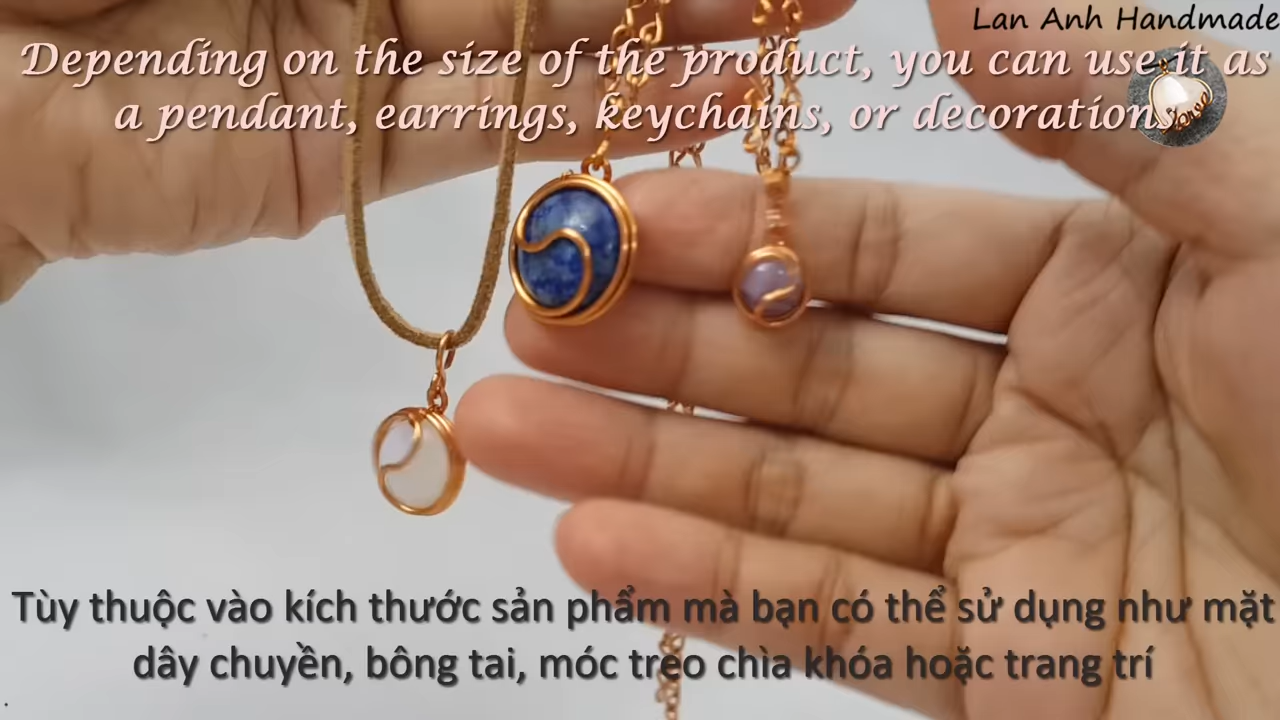 Lan Anh Handmade
Depending on the size of the product, you can use it as
a pendant, earrings, keychains, or decorations
Tùy thuộc vào kích thước sản phẩm mà bạn có thể sử dụng như mặt
dây chuyền, bông tai, móc treo chìa khóa hoặc trang trí